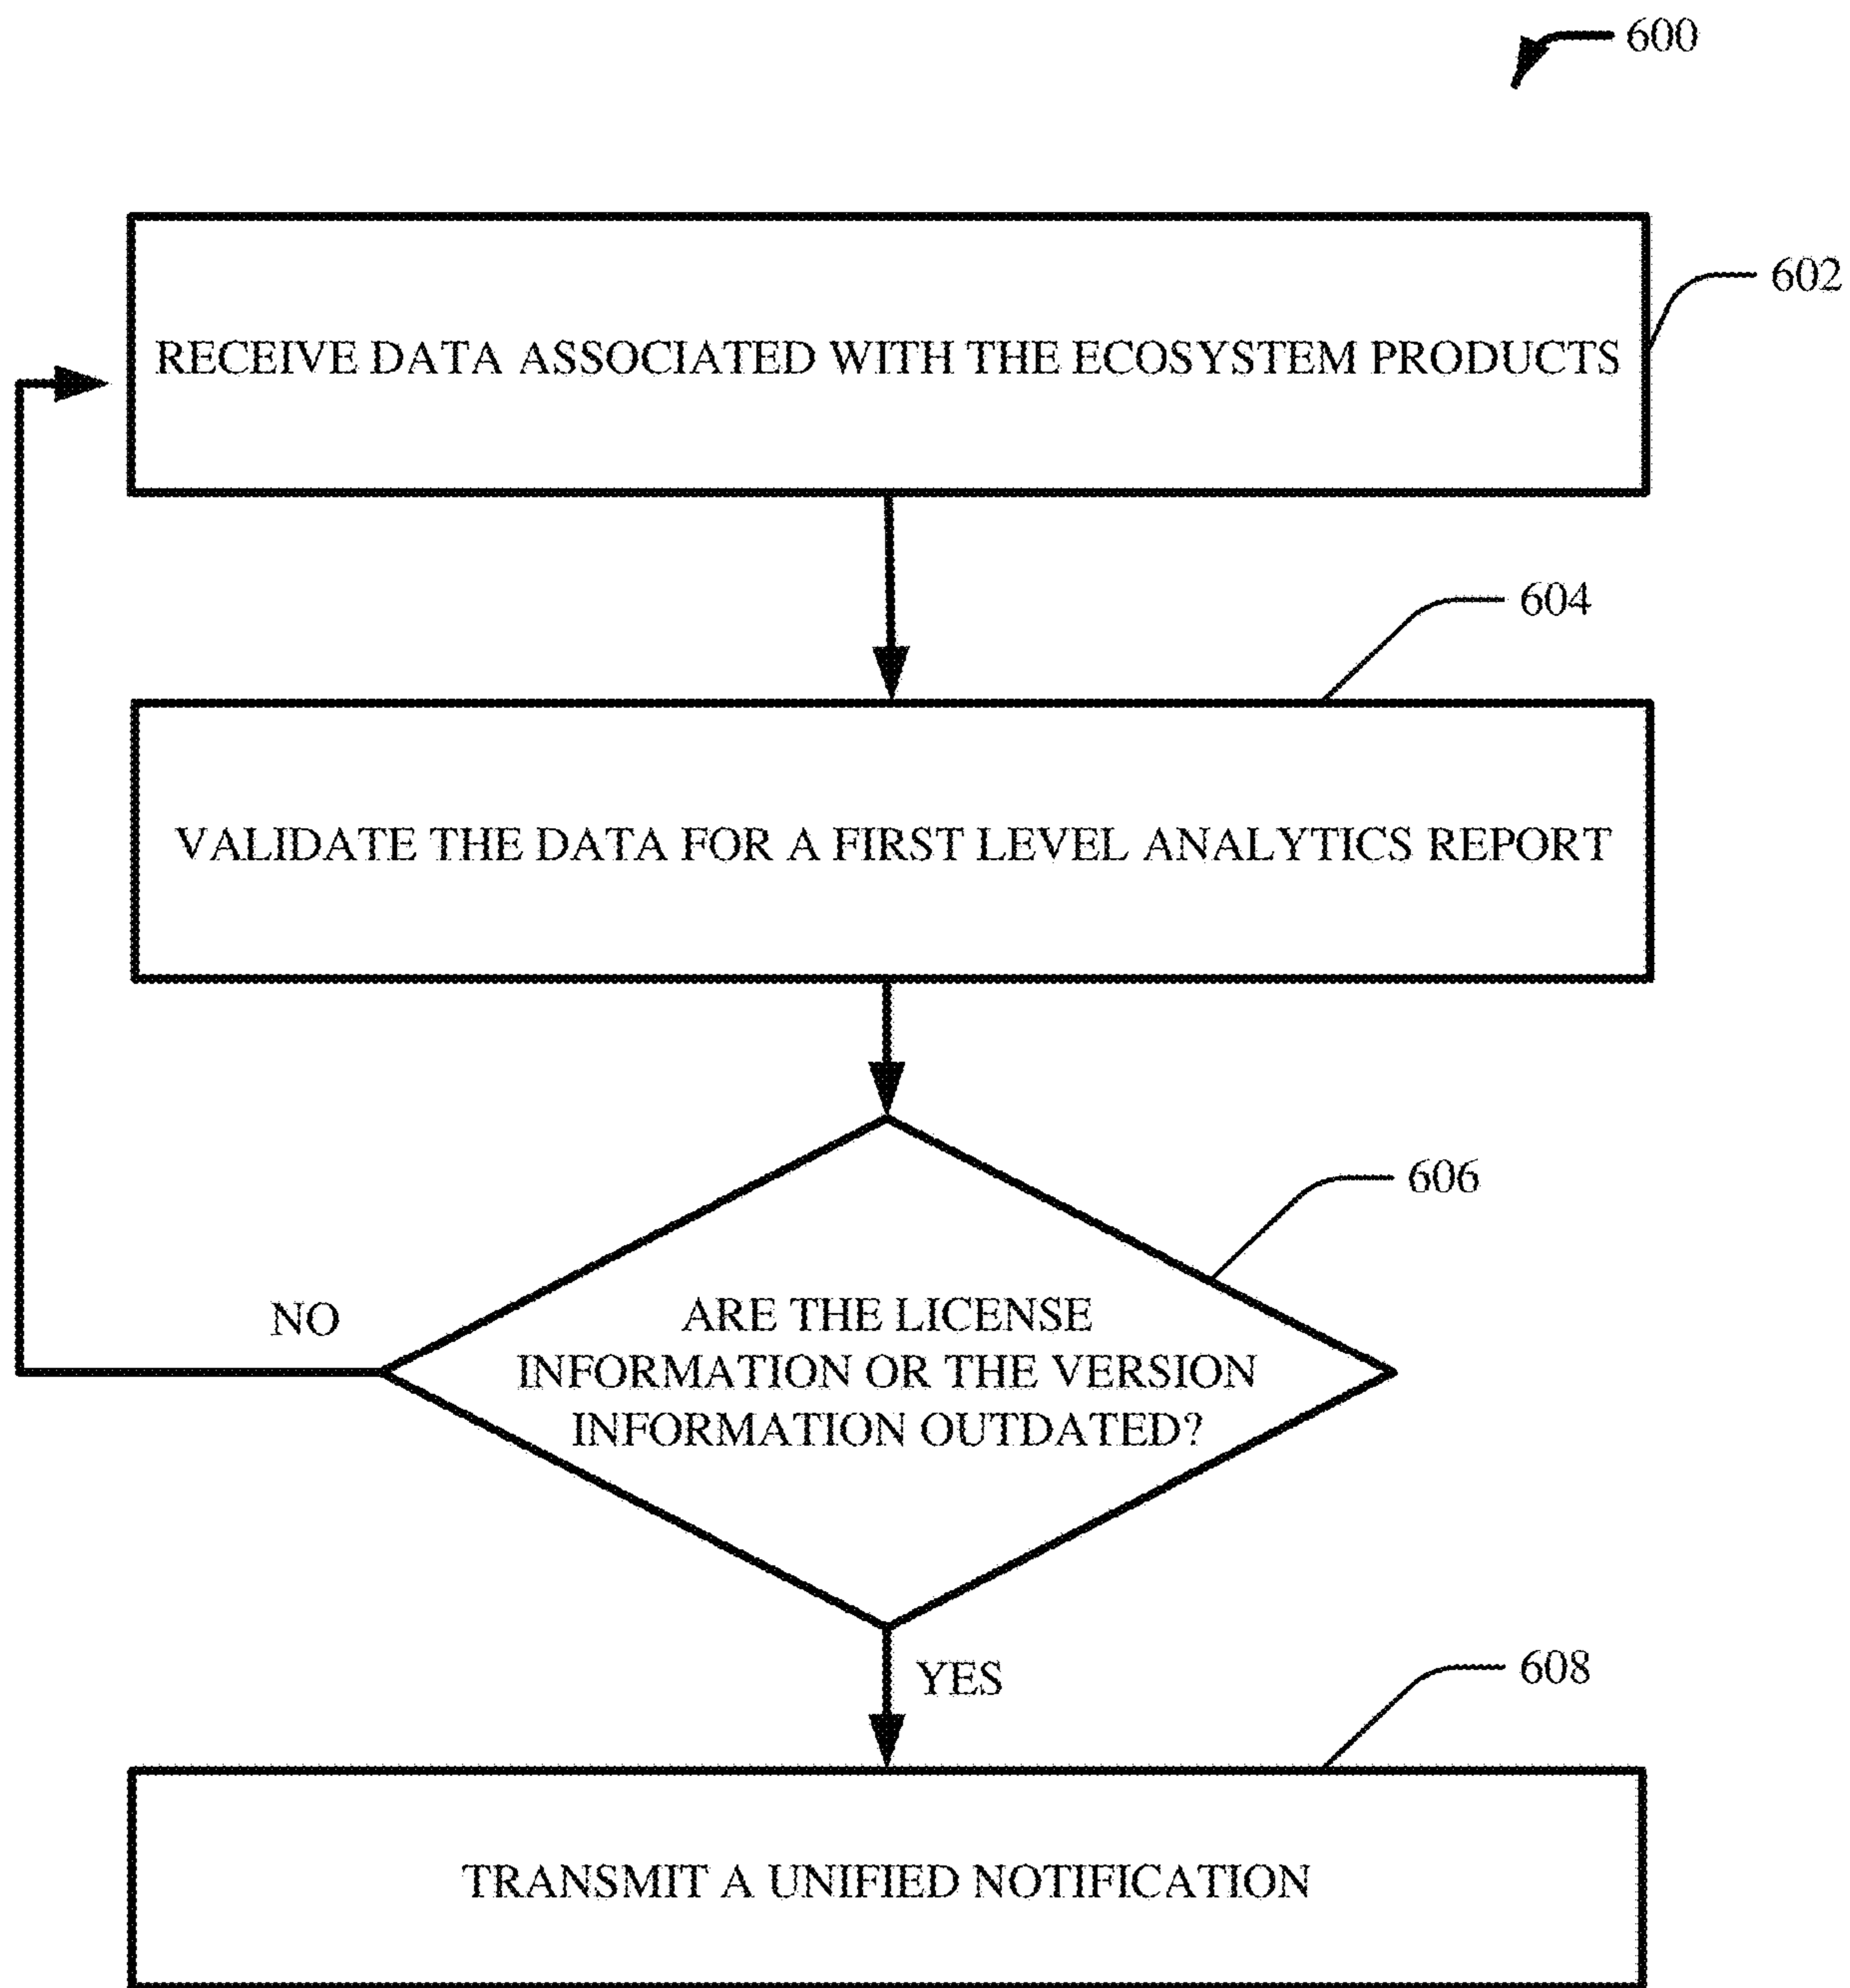 600
602
RECEIVE DATA ASSOCIATED WITH THE ECOSYSTEM PRODUCTS
604
VALIDATE THE DATA FOR A FIRST LEVEL ANALYTICS REPORT
606
NO
ARE THE LICENSE
INFORMATION OR THE VERSION
INFORMATION OUTDATED?
YES
608
TRANSMIT A UNIFIED NOTIFICATION